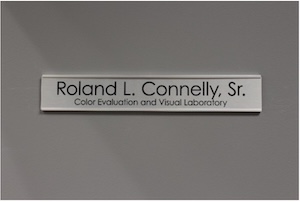 Roland L. Connelly, Sr.
Color Evaluation and Visual Laboratory